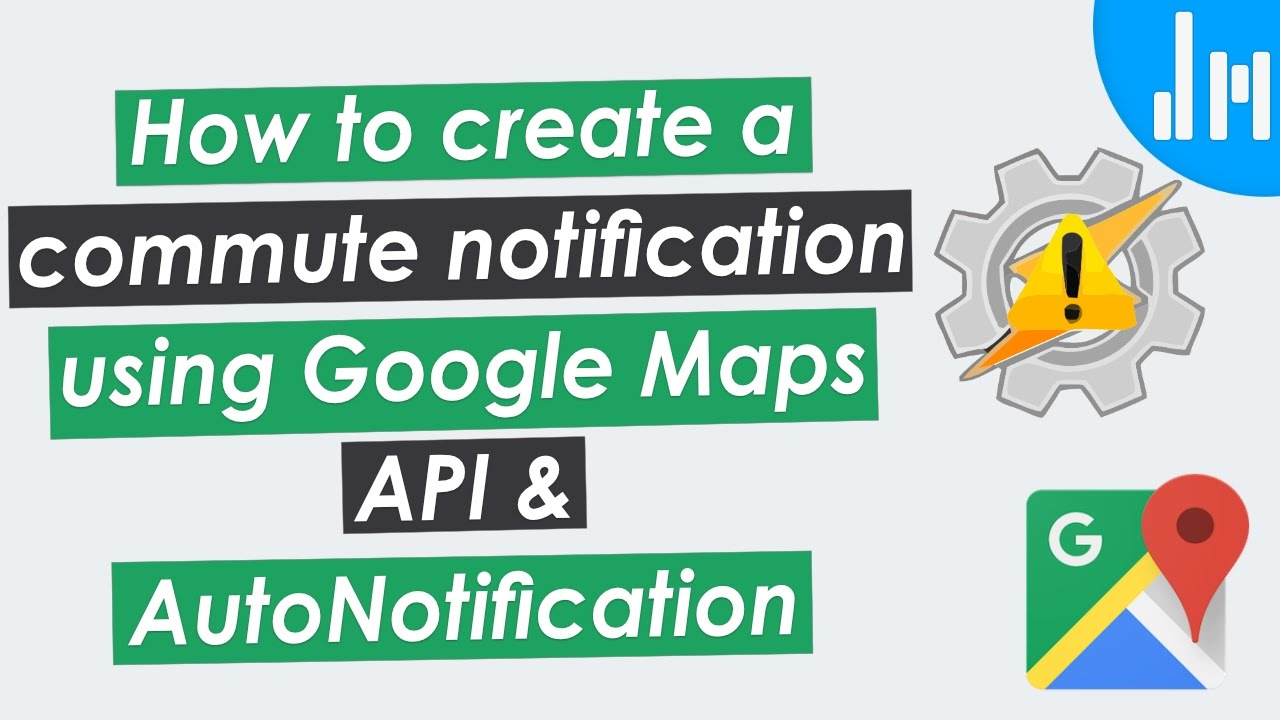 How to create a
commute notification
using Google Maps
API &
AutoNotification
G